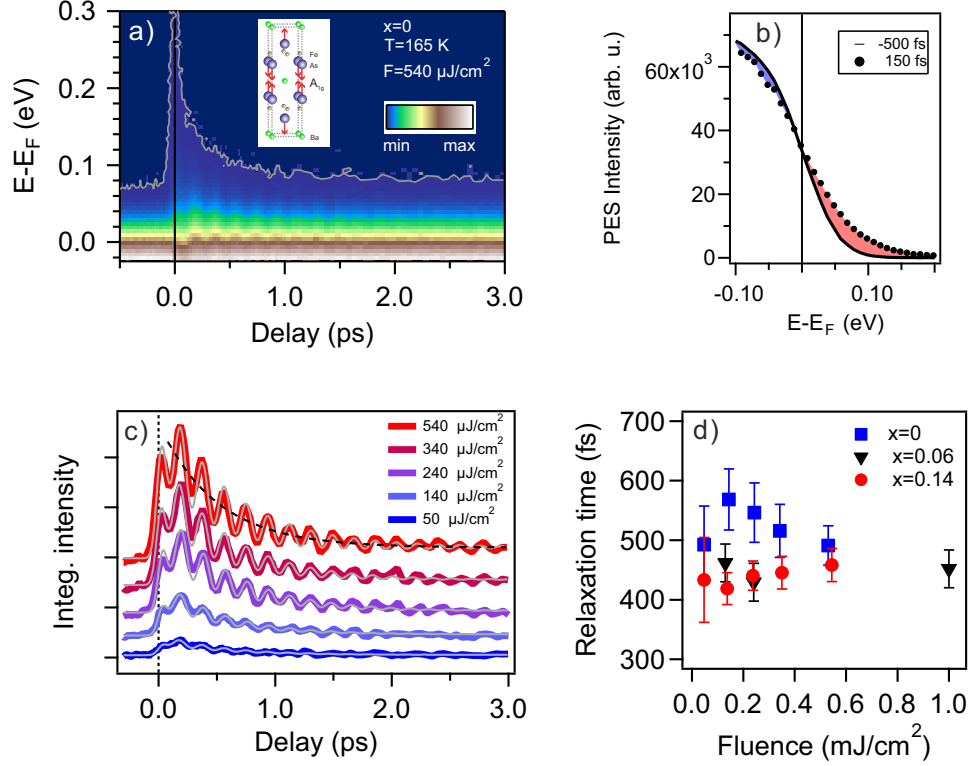 a)
x=0
T=165 K
F=540 μJ/cm²
Fe
As
A1g
Ba
min max
0.3
0.2
0.1
0.0
E-EF (eV)
0.0 1.0 2.0 3.0
Delay (ps)
b)
– -500 fs
● 150 fs
60x10³
40
20
0
PES Intensity (arb. u.)
-0.10 0.10
E-EF (eV)
c)
540 μJ/cm²
340 μJ/cm²
240 μJ/cm²
140 μJ/cm²
50 μJ/cm²
Integ. intensity
0.0 1.0 2.0 3.0
Delay (ps)
d)
x=0
x=0.06
x=0.14
700
600
500
400
300
Relaxation time (fs)
0.0 0.2 0.4 0.6 0.8 1.0
Fluence (mJ/cm²)